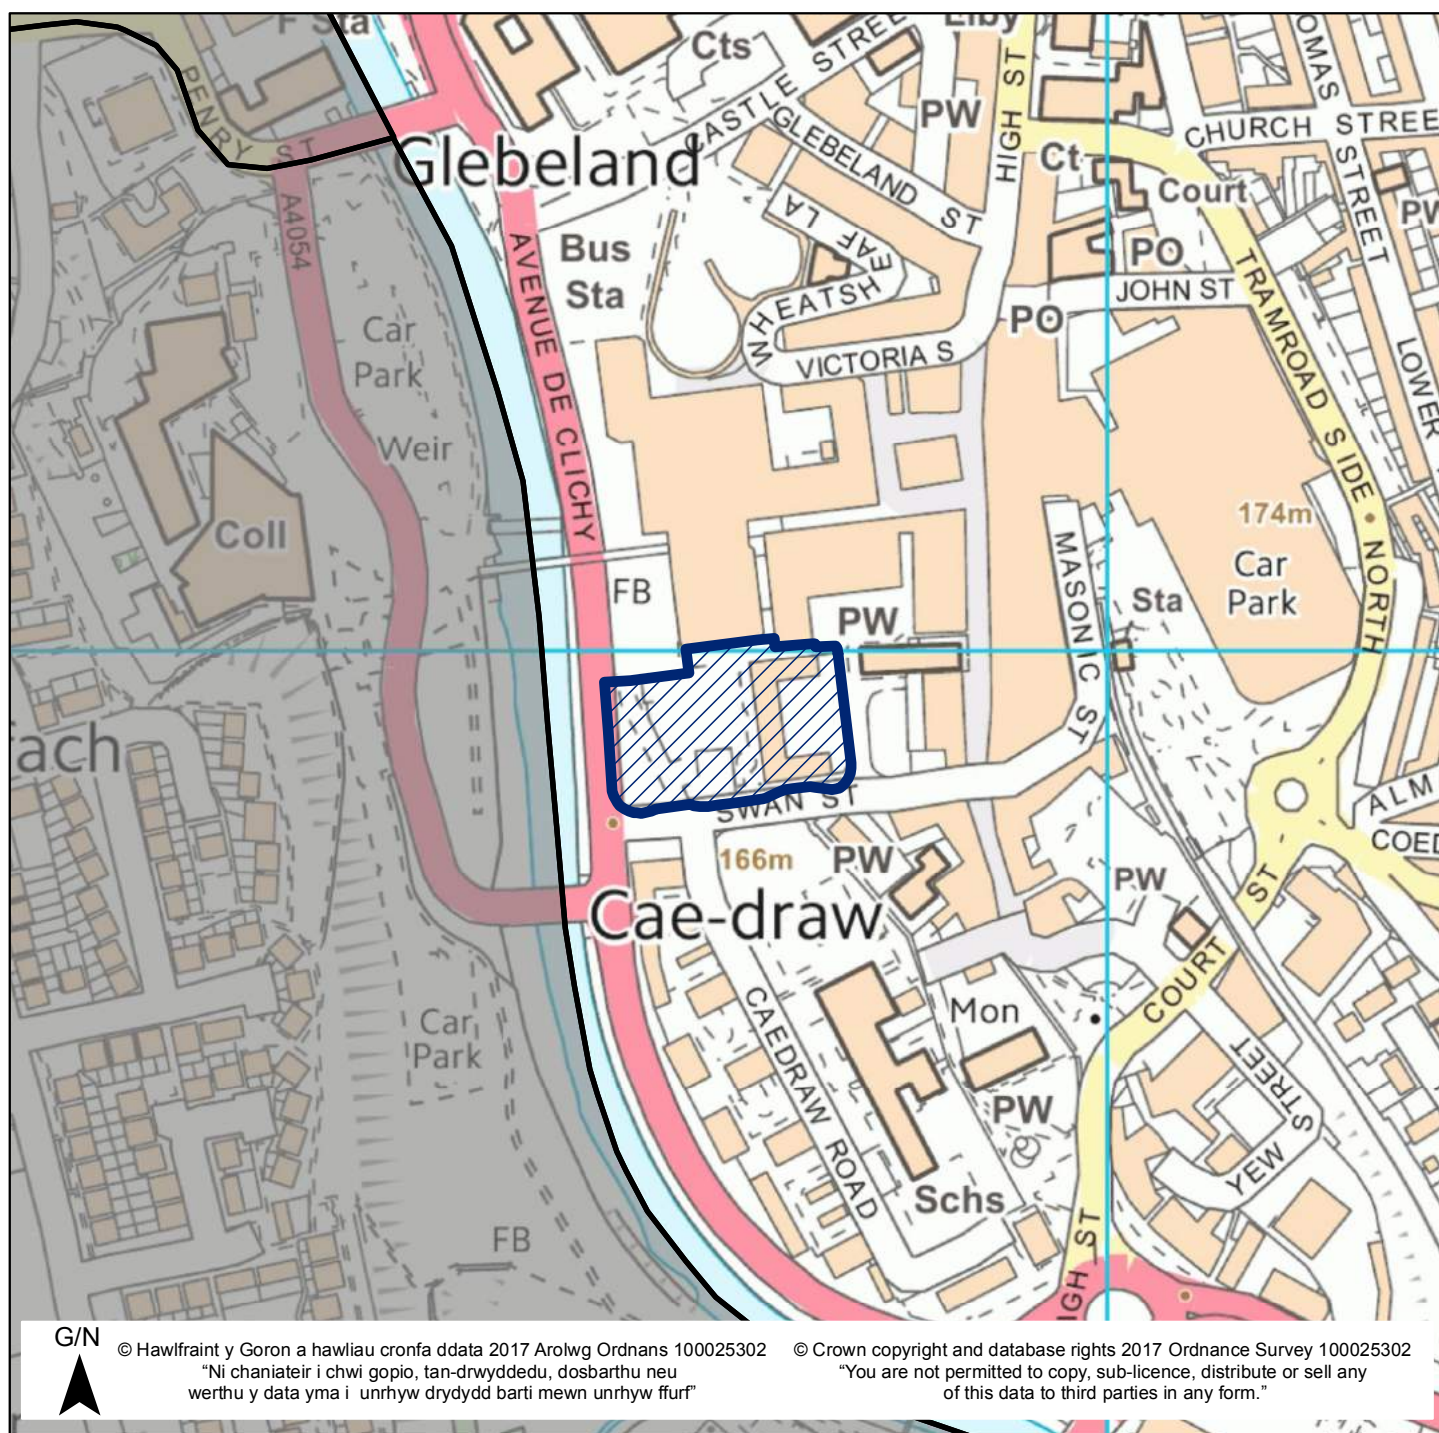 F Sta
Cts
CASTLE STREE
PW
HIGH ST
CHURCH STREE
PENRY ST
Glebeland
GLEBELAND ST
Ct
Court
STREET
A4054
AVENUE DE CLICHY
Bus
Sta
WHEATSHEAF LA
PO
JOHN ST
PO
VICTORIA S
TRAMROAD SIDE NORTH
LOWER
Car
Park
Weir
Coll
174m
Car
Park
FB
PW
MASONIC ST
Sta
SWAN ST
166m
PW
PW
Cae-draw
COED
COURT ST
CAEDRAW ROAD
Mon
Car
Park
PW
YEW STREET
Schs
FB
G/N
© Hawlfraint y Goron a hawliau cronfa ddata 2017 Arolwg Ordnans 100025302
“Ni chaniateir i chwi gopio, tan-drwyddedu, dosbarthu neu
werthu y data yma i unrhyw drydydd barti mewn unrhyw ffurf”
© Crown copyright and database rights 2017 Ordnance Survey 100025302
“You are not permitted to copy, sub-licence, distribute or sell any
of this data to third parties in any form.”